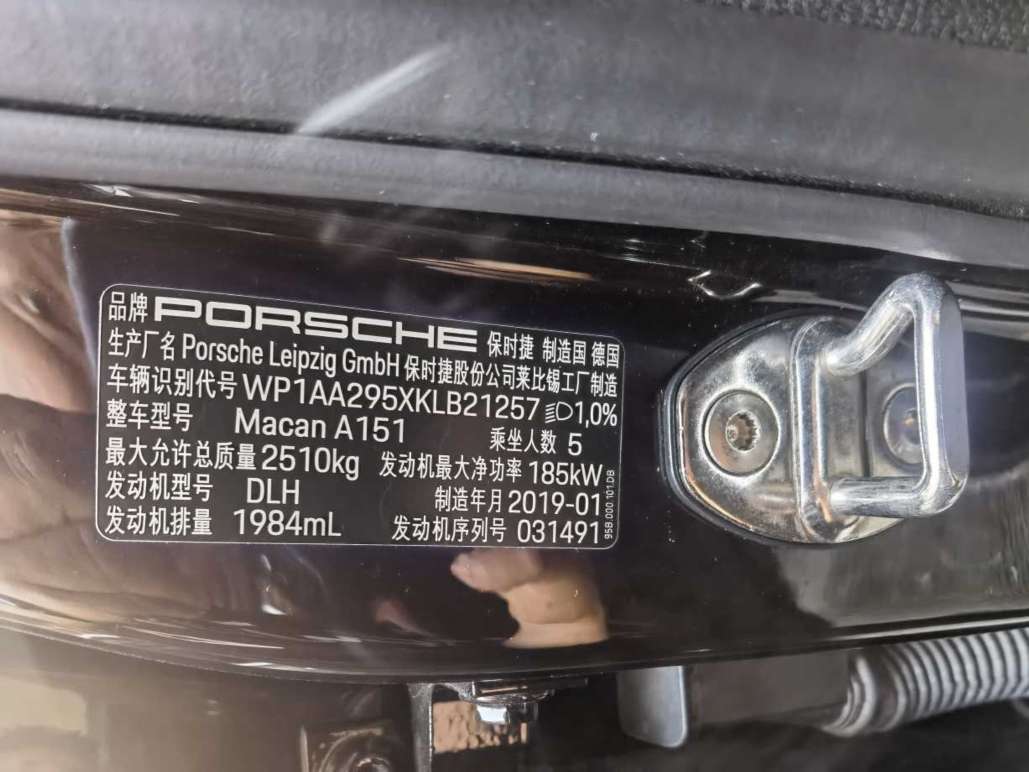 品牌 PORSCHE 保时捷 制造国 德国
生产厂名 Porsche Leipzig GmbH 保时捷股份公司莱比锡工厂制造
车辆识别代号 WP1AA295XKLB21257 1,0%
整车型号 Macan A151 乘坐人数 5
最大允许总质量 2510kg 发动机最大净功率 185kW
发动机型号 DLH 制造年月 2019-01
发动机排量 1984mL 发动机序列号 031491
95B.000.101.DB